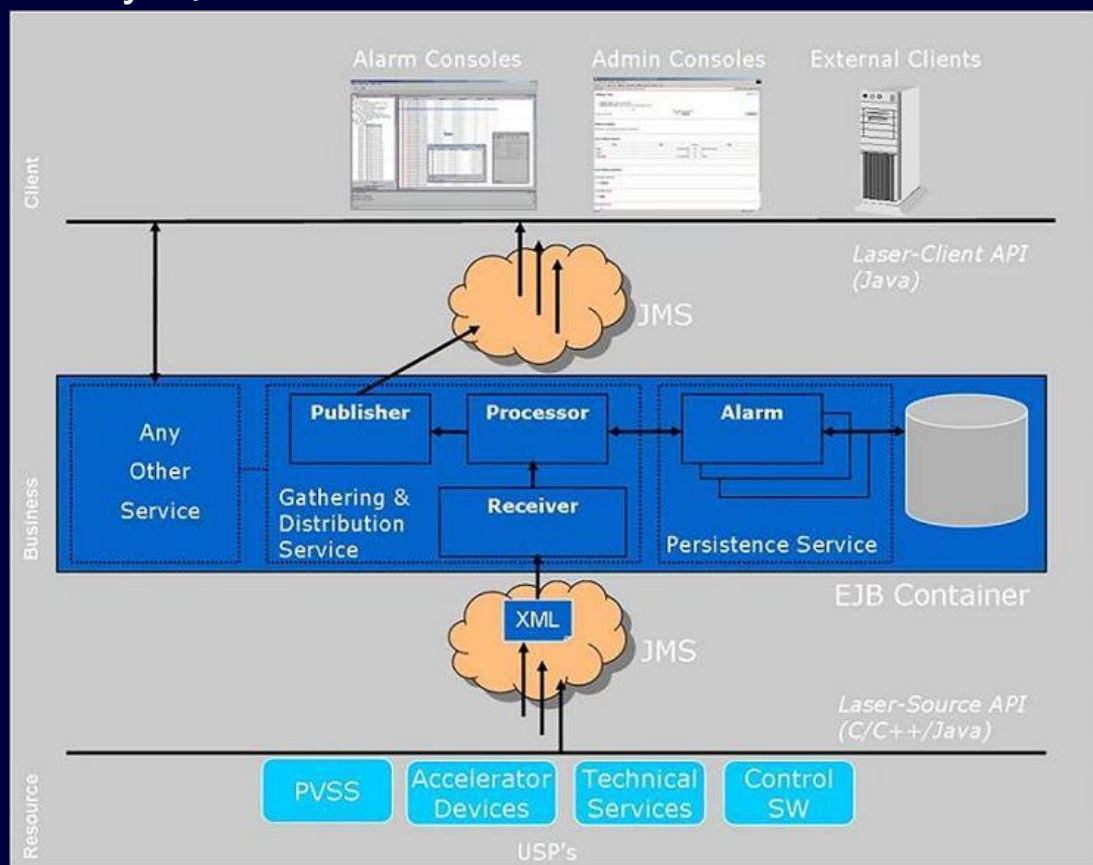 Alarm Consoles
Admin Consoles
External Clients
Client
Laser-Client API
(Java)
JMS
Publisher
Processor
Alarm
Any
Other
Service
Gathering &
Distribution
Service
Receiver
Persistence Service
Business
EJB Container
XML
JMS
Laser-Source API
(C/C++/Java)
Resource
PVSS
Accelerator
Devices
Technical
Services
Control
SW
USP's